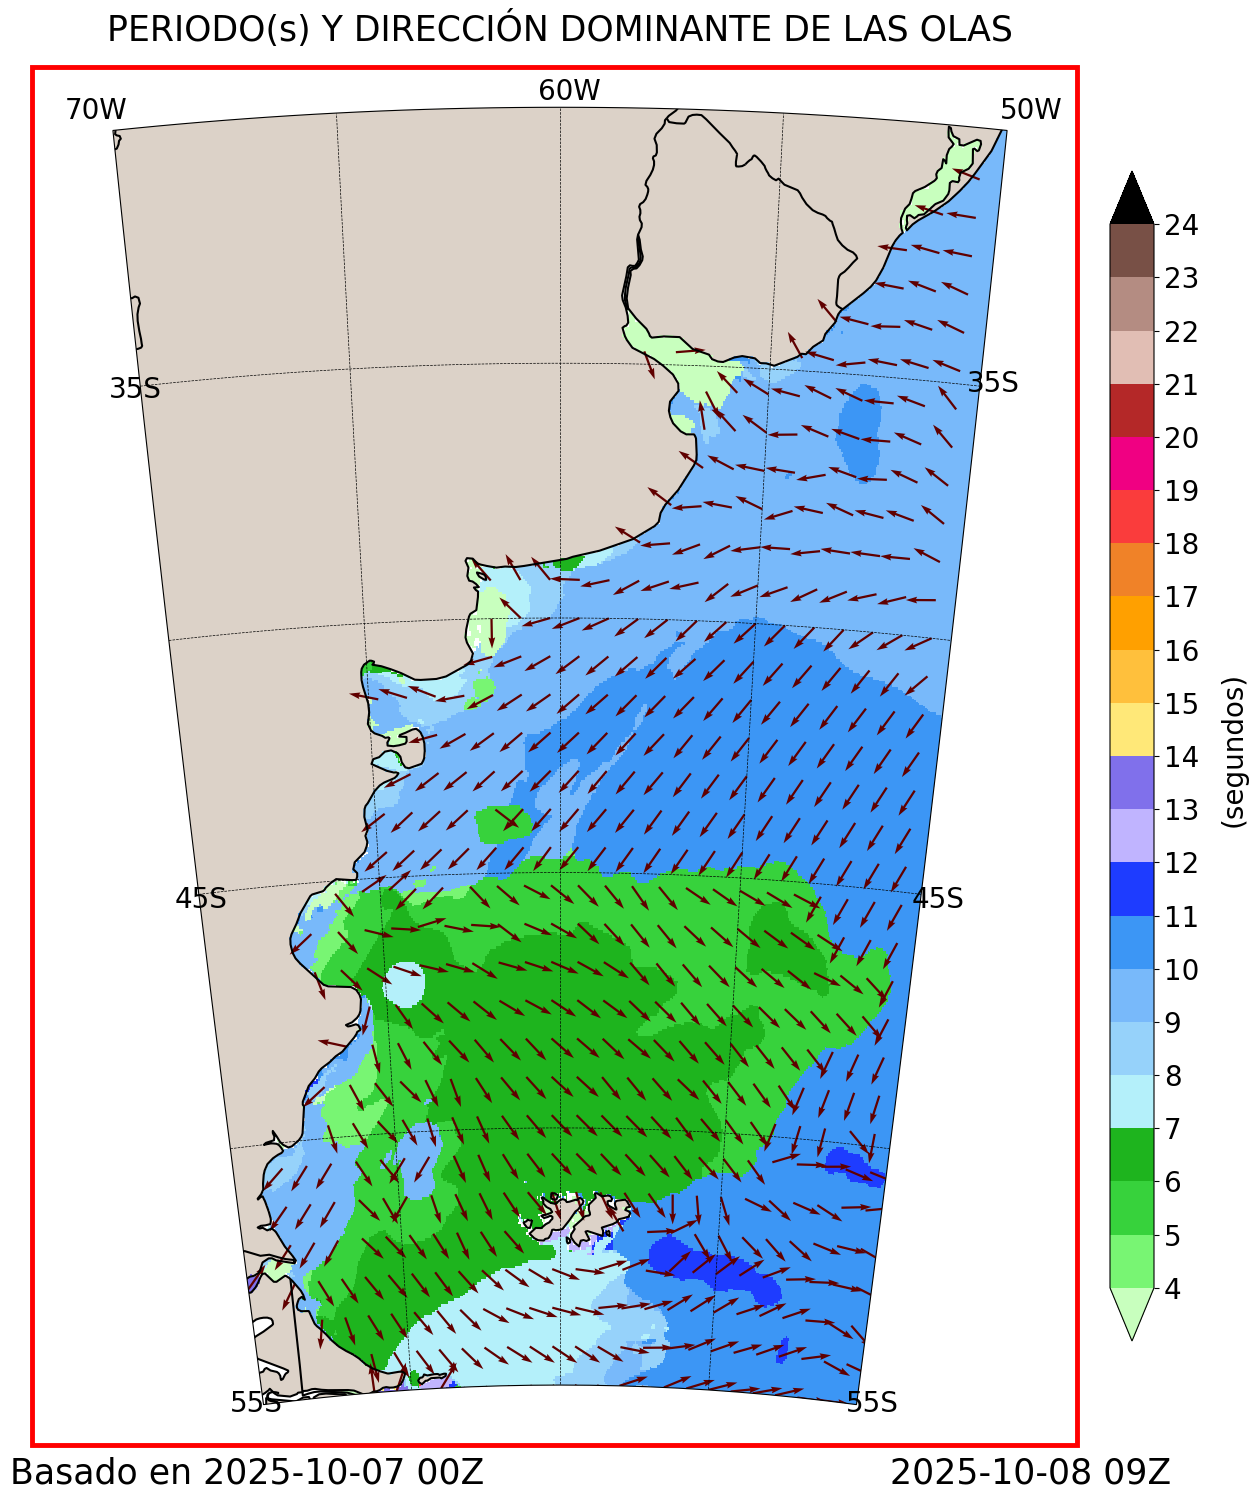 PERIODO(s) Y DIRECCIÓN DOMINANTE DE LAS OLAS
70W
60W
50W
35S
35S
45S
45S
55S
55S
24
23
22
21
20
19
18
17
16
15
14
13
12
11
10
9
8
7
6
5
4
(segundos)
Basado en 2025-10-07 00Z
2025-10-08 09Z